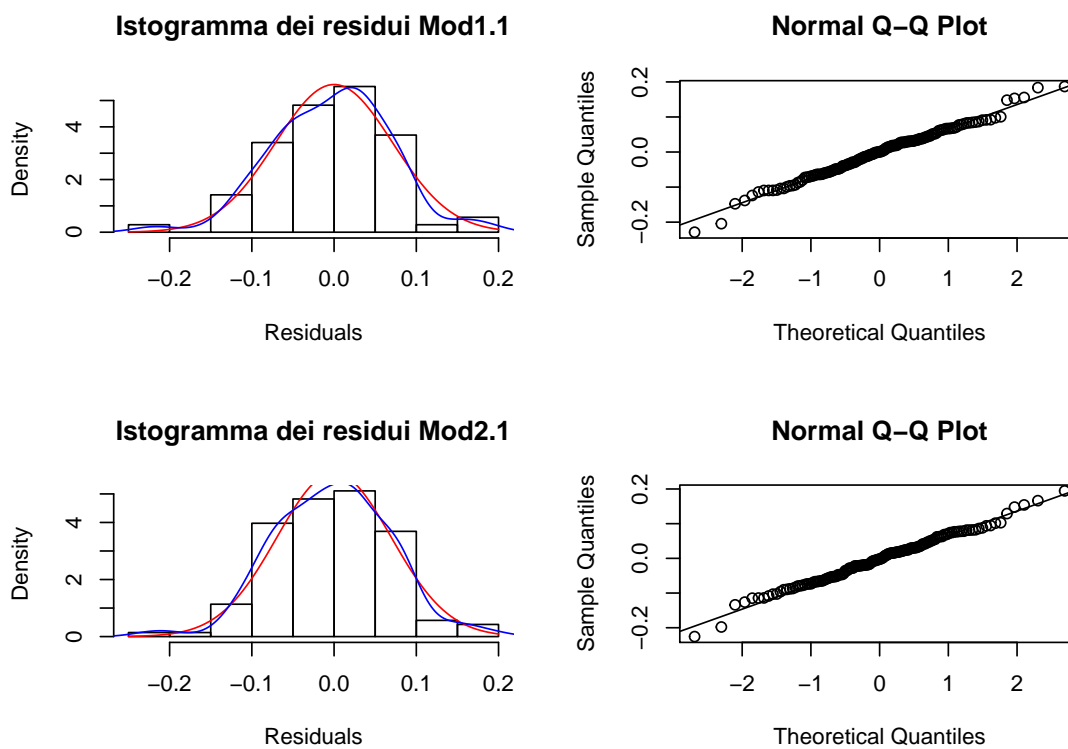 Istogramma dei residui Mod1.1
Density
0
2
4
−0.2
−0.1
0.0
0.1
0.2
Residuals
Normal Q−Q Plot
Sample Quantiles
−0.2
0.0
0.2
−2
−1
0
1
2
Theoretical Quantiles
Istogramma dei residui Mod2.1
Density
0
2
4
−0.2
−0.1
0.0
0.1
0.2
Residuals
Normal Q−Q Plot
Sample Quantiles
−0.2
0.0
0.2
−2
−1
0
1
2
Theoretical Quantiles